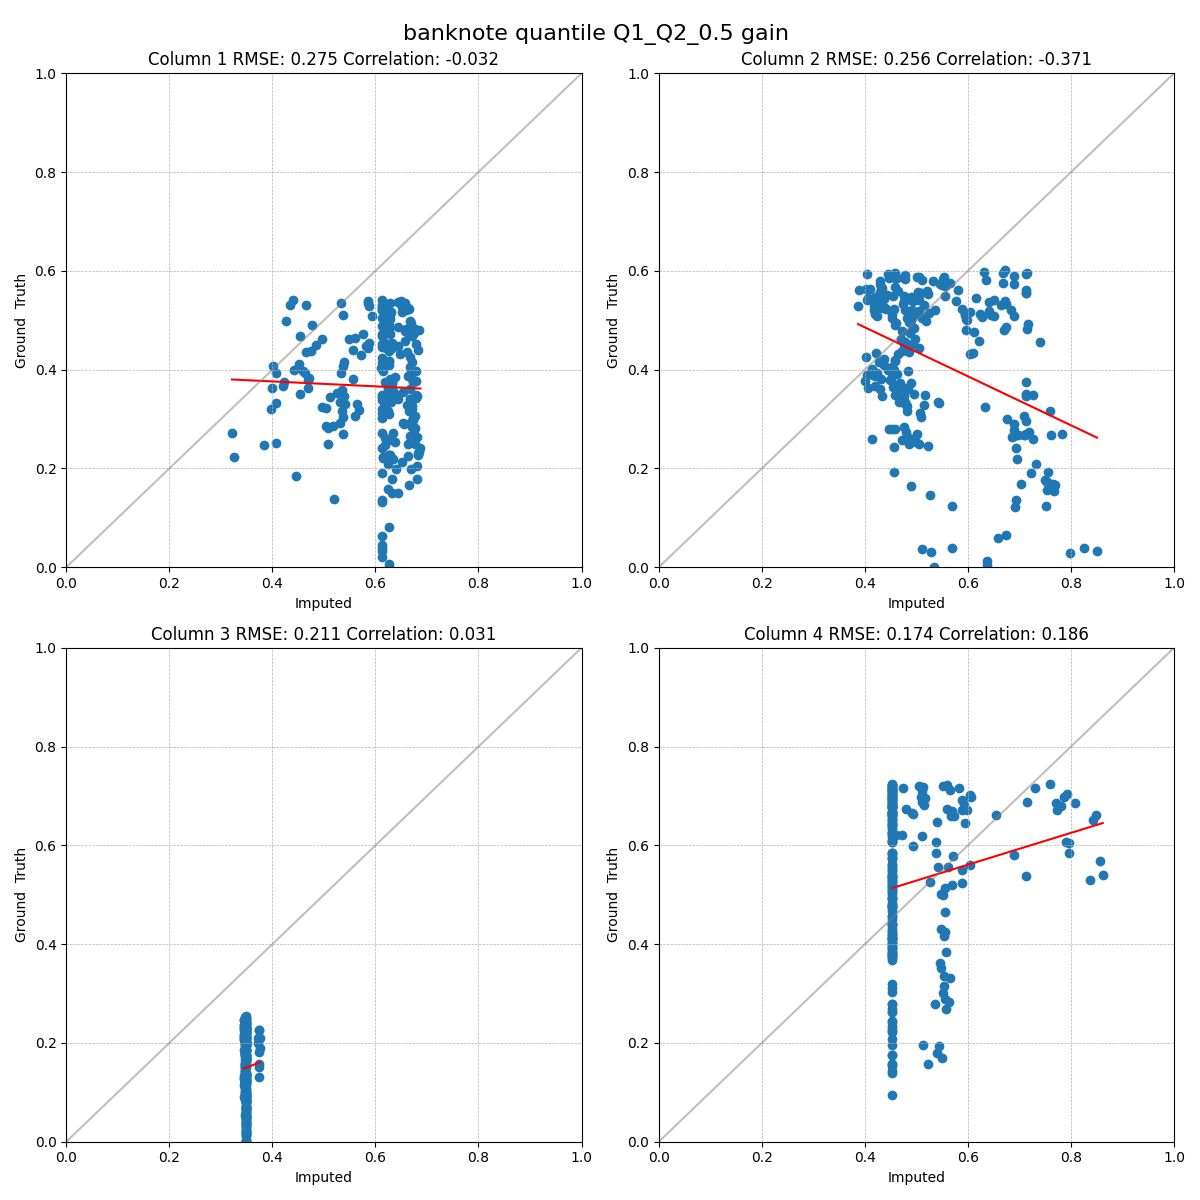 banknote quantile Q1_Q2_0.5 gain
Column 1 RMSE: 0.275 Correlation: -0.032
Column 2 RMSE: 0.256 Correlation: -0.371
1.0
0.8
0.6
0.4
0.2
0.0
Ground Truth
0.0 0.2 0.4 0.6 0.8 1.0
Imputed
1.0
0.8
0.6
0.4
0.2
0.0
Ground Truth
0.0 0.2 0.4 0.6 0.8 1.0
Imputed
Column 3 RMSE: 0.211 Correlation: 0.031
Column 4 RMSE: 0.174 Correlation: 0.186
1.0
0.8
0.6
0.4
0.2
0.0
Ground Truth
0.0 0.2 0.4 0.6 0.8 1.0
Imputed
1.0
0.8
0.6
0.4
0.2
0.0
Ground Truth
0.0 0.2 0.4 0.6 0.8 1.0
Imputed